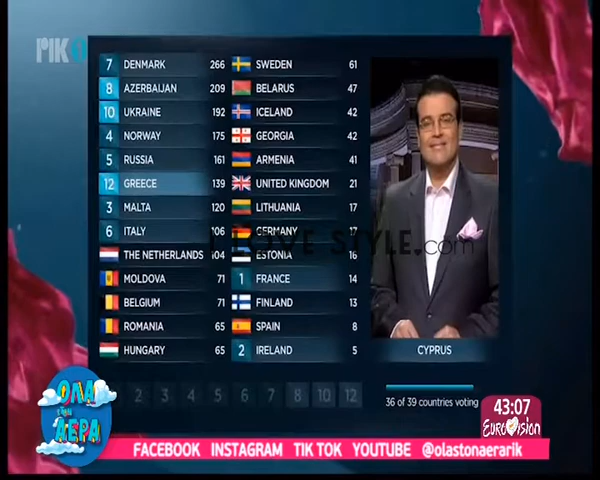 ΡΙΚ 1
7 DENMARK 266
8 AZERBAIJAN 209
10 UKRAINE 192
4 NORWAY 175
5 RUSSIA 161
12 GREECE 139
3 MALTA 120
6 ITALY 106
THE NETHERLANDS 104
MOLDOVA 71
BELGIUM 71
ROMANIA 65
HUNGARY 65
SWEDEN 61
BELARUS 47
ICELAND 42
GEORGIA 42
ARMENIA 41
UNITED KINGDOM 21
LITHUANIA 17
GERMANY 17
ESTONIA 16
1 FRANCE 14
FINLAND 13
SPAIN 8
2 IRELAND 5
STYLE.com
CYPRUS
2 3 4 5 6 7 8 10 12
36 of 39 countries voting
43:07
EUROVISION
ΟΛΑ
ΣΤΟΝ
ΑΕΡΑ
FACEBOOK INSTAGRAM TIK TOK YOUTUBE @olastonaerarik